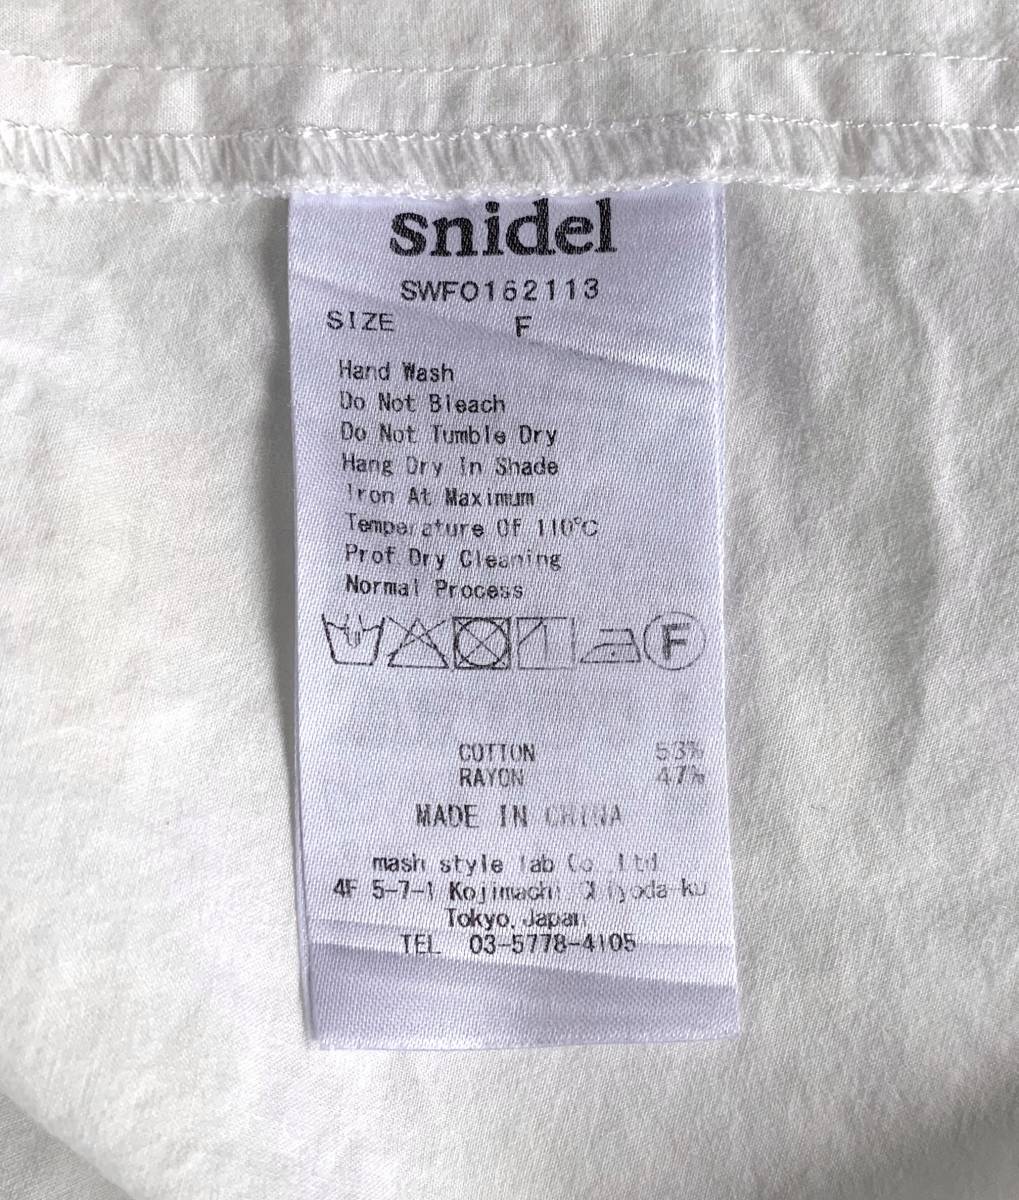 snidel
SWFO162113
SIZE F
Hand Wash
Do Not Bleach
Do Not Tumble Dry
Hang Dry In Shade
Iron At Maximum
Temperature Of 110°C
Prof Dry Cleaning
Normal Process
F
COTTON 53%
RAYON 47%
MADE IN CHINA
mash style lab Co Ltd
4F 5-7-1 Kojimachi Chiyoda-ku
Tokyo, Japan
TEL 03-5778-4105